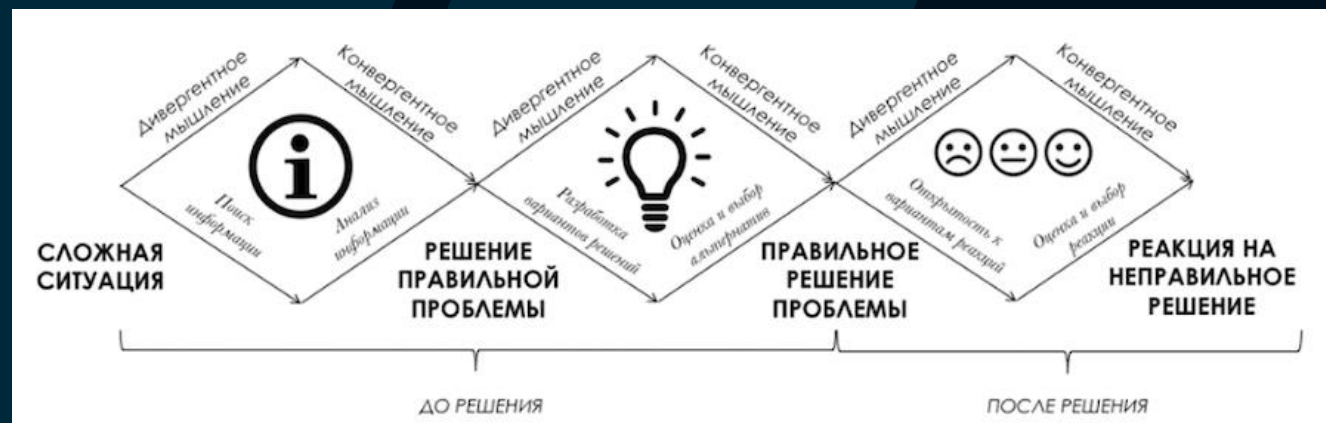 Дивергентное
мышление
Конвергентное
мышление
Дивергентное
мышление
Конвергентное
мышление
Дивергентное
мышление
Конвергентное
мышление
Поиск
информации
Анализ
информации
Разработка
вариантов решений
Оценка и выбор
альтернатив
Открытость к
вариантам реакций
Оценка и выбор
реакции
СЛОЖНАЯ
СИТУАЦИЯ
РЕШЕНИЕ
ПРАВИЛЬНОЙ
ПРОБЛЕМЫ
ПРАВИЛЬНОЕ
РЕШЕНИЕ
ПРОБЛЕМЫ
РЕАКЦИЯ НА
НЕПРАВИЛЬНОЕ
РЕШЕНИЕ
ДО РЕШЕНИЯ
ПОСЛЕ РЕШЕНИЯ